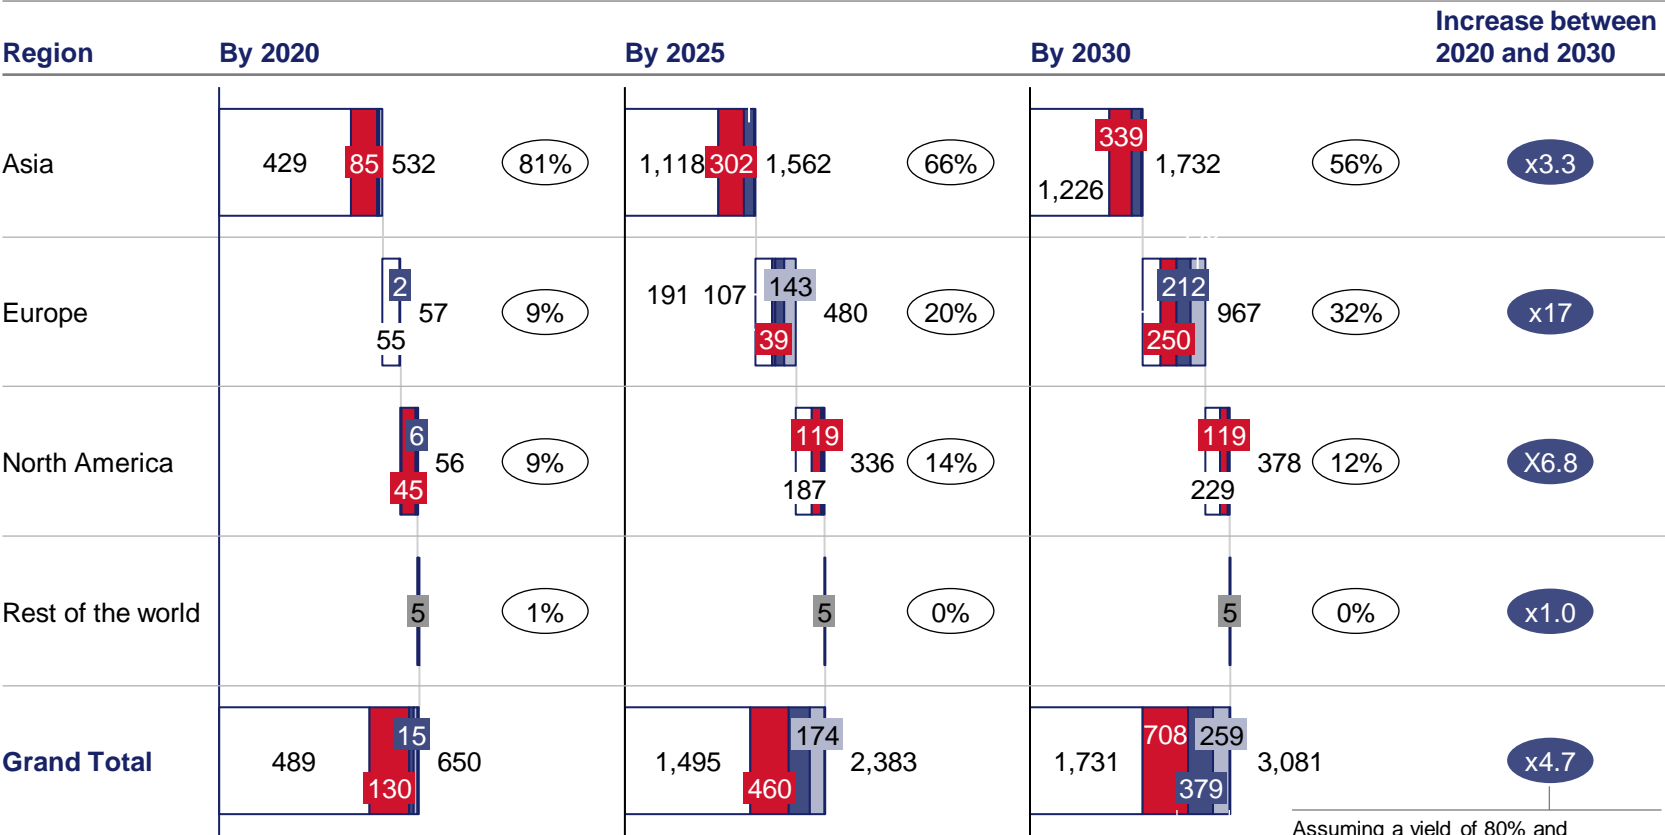 Increase between
Region By 2020 By 2025 By 2030 2020 and 2030
Asia 429 85 532 81% 1,118 302 1,562 66% 1,226 339 1,732 56% x3.3
Europe 55 2 57 9% 191 107 39 143 480 20% 250 212 967 32% x17
North America 45 6 56 9% 187 119 336 14% 229 119 378 12% X6.8
Rest of the world 5 1% 5 0% 5 0% x1.0
Grand Total 489 130 15 650 1,495 460 174 2,383 1,731 708 379 259 3,081 x4.7
Assuming a yield of 80% and